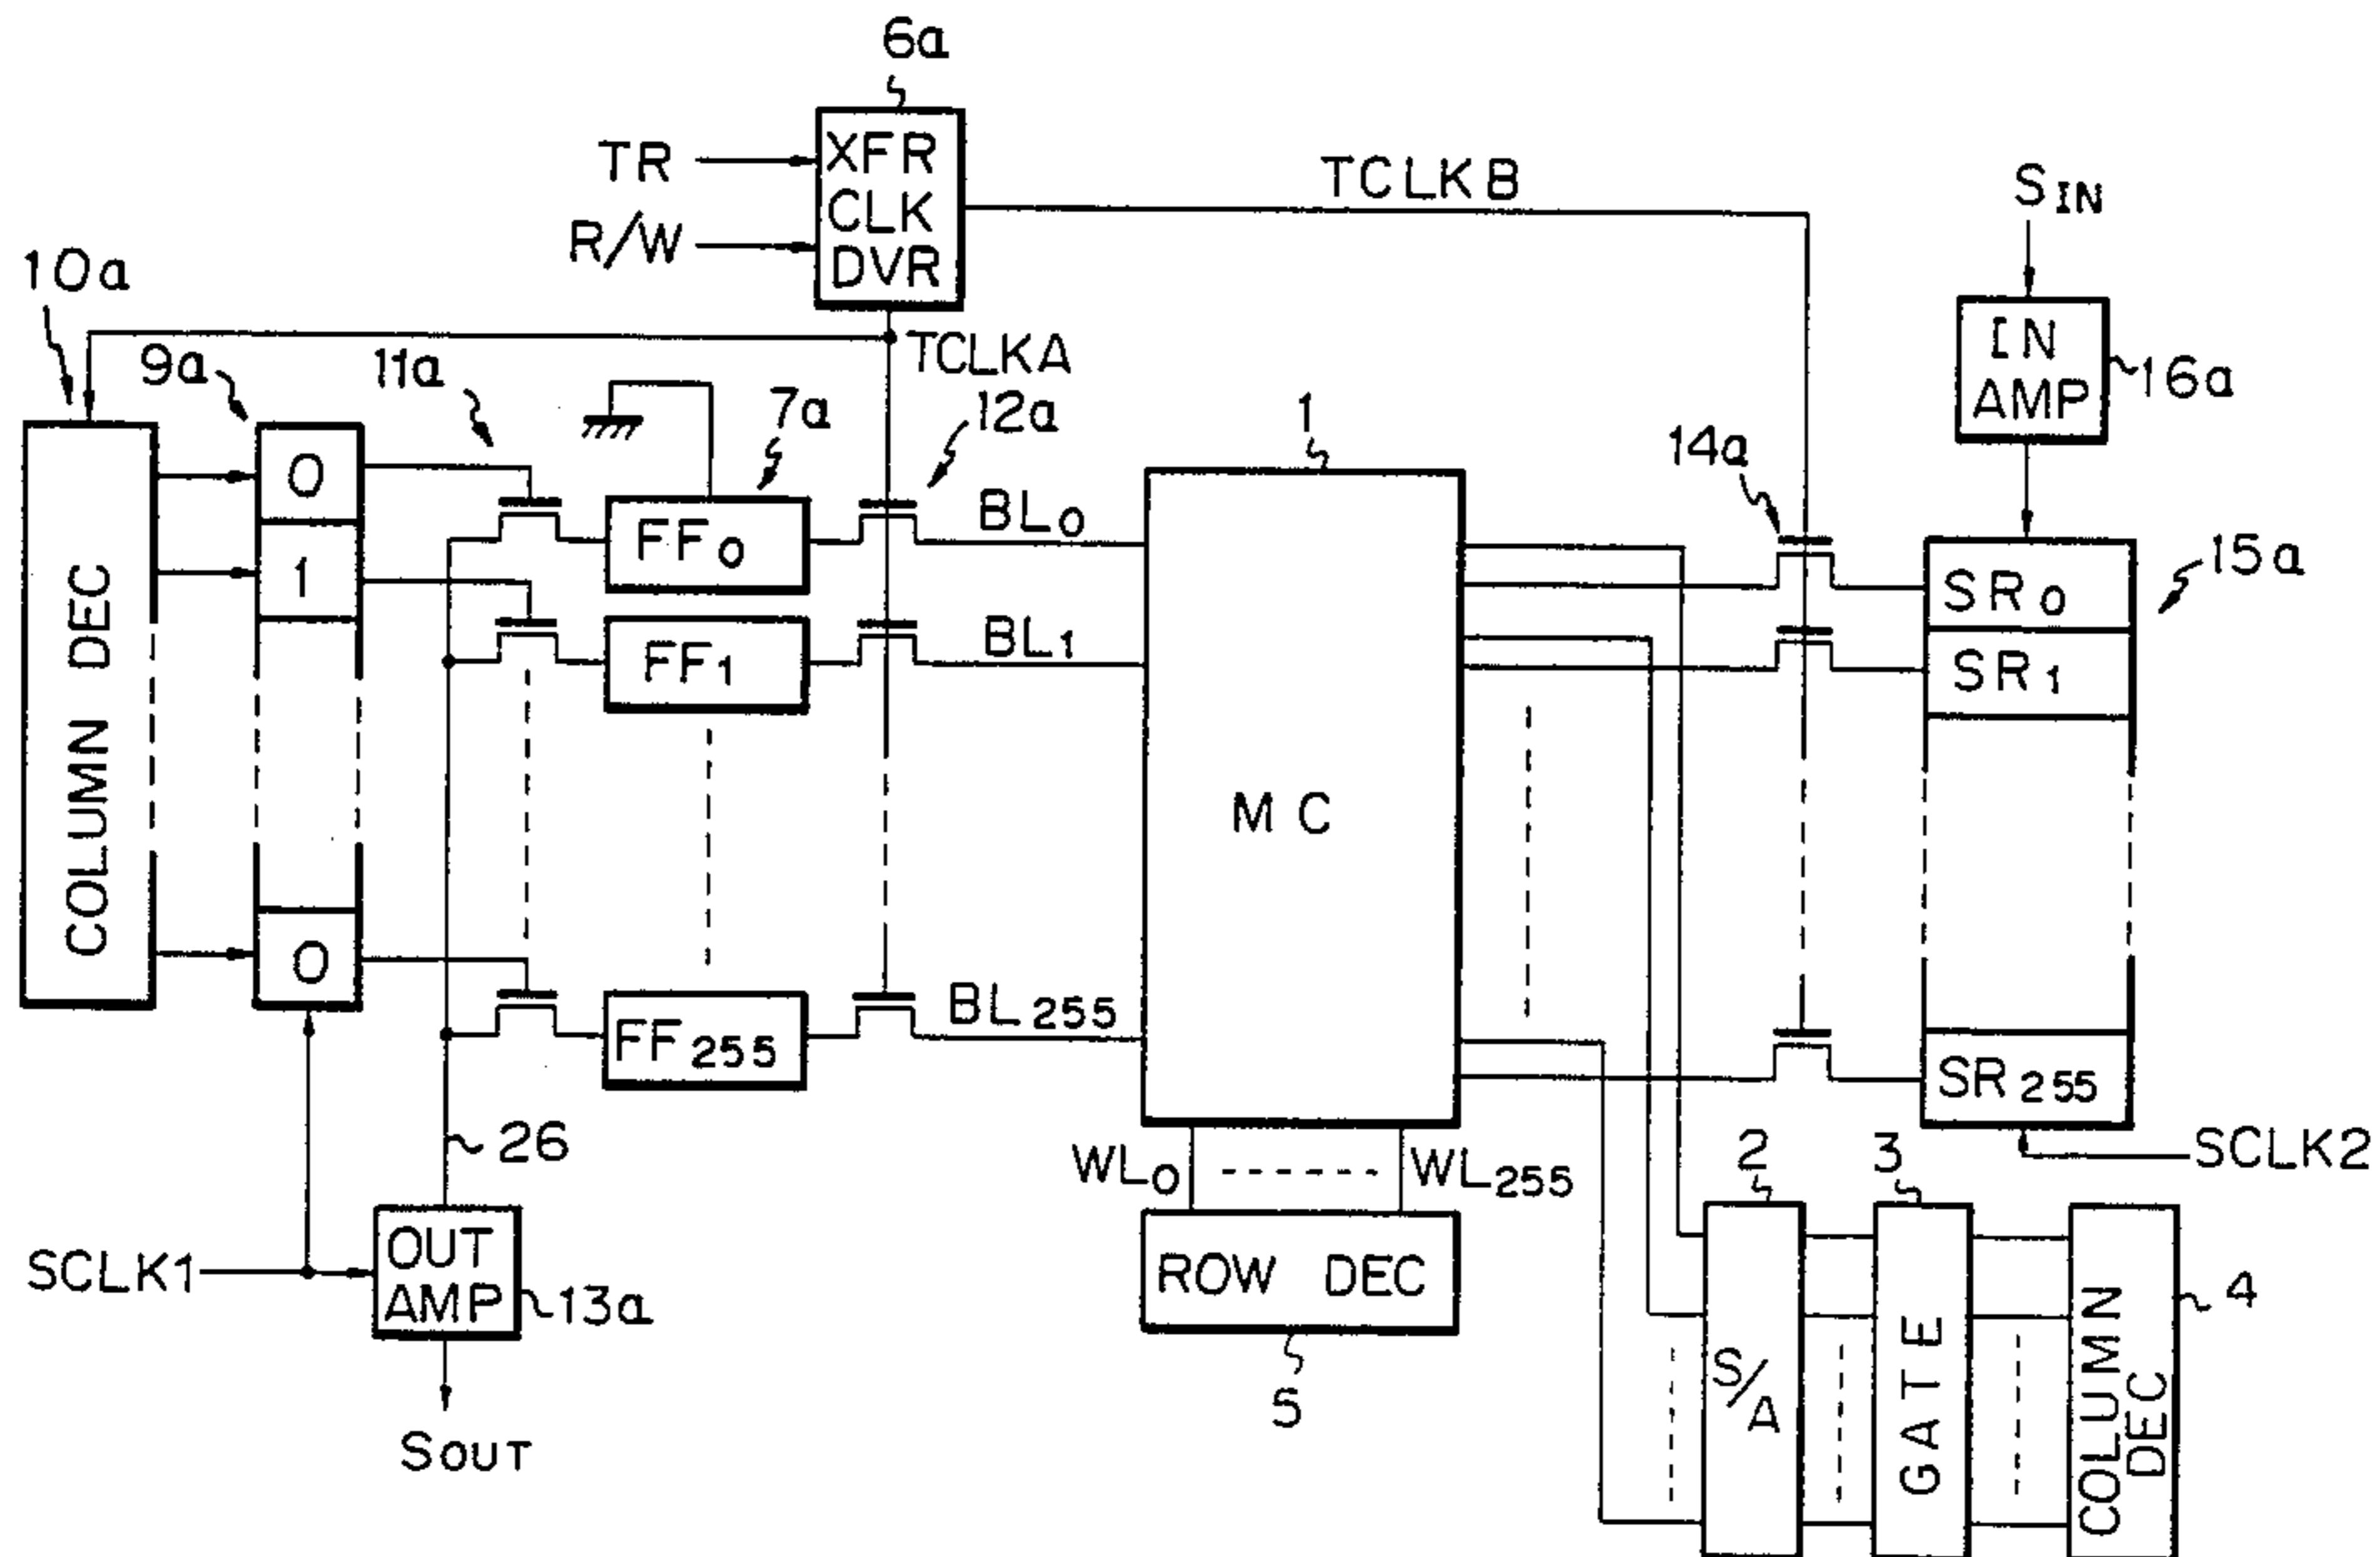 6a
TR
XFR
CLK
DVR
R/W
TCLKB
SIN
10a
9a
11a
TCLKA
7a
12a
1
IN
AMP
16a
14a
0
1
0
COLUMN DEC
FF0
FF1
FF255
BL0
BL1
BL255
MC
SR0
SR1
SR255
15a
26
WL0
WL255
SCLK2
2
3
SCLK1
OUT
AMP
13a
ROW DEC
5
S/A
GATE
COLUMN
DEC
4
SOUT